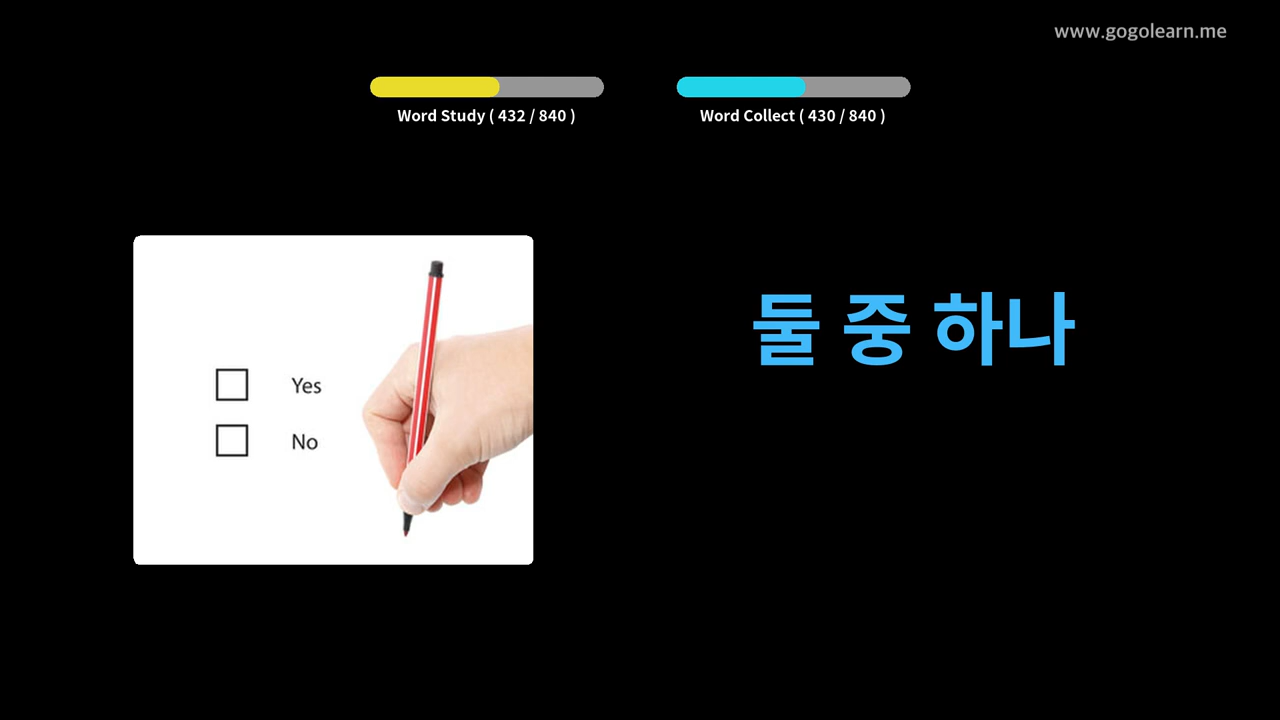 www.gogolearn.me
Word Study ( 432 / 840 )
Word Collect ( 430 / 840 )
Yes
No
둘 중 하나